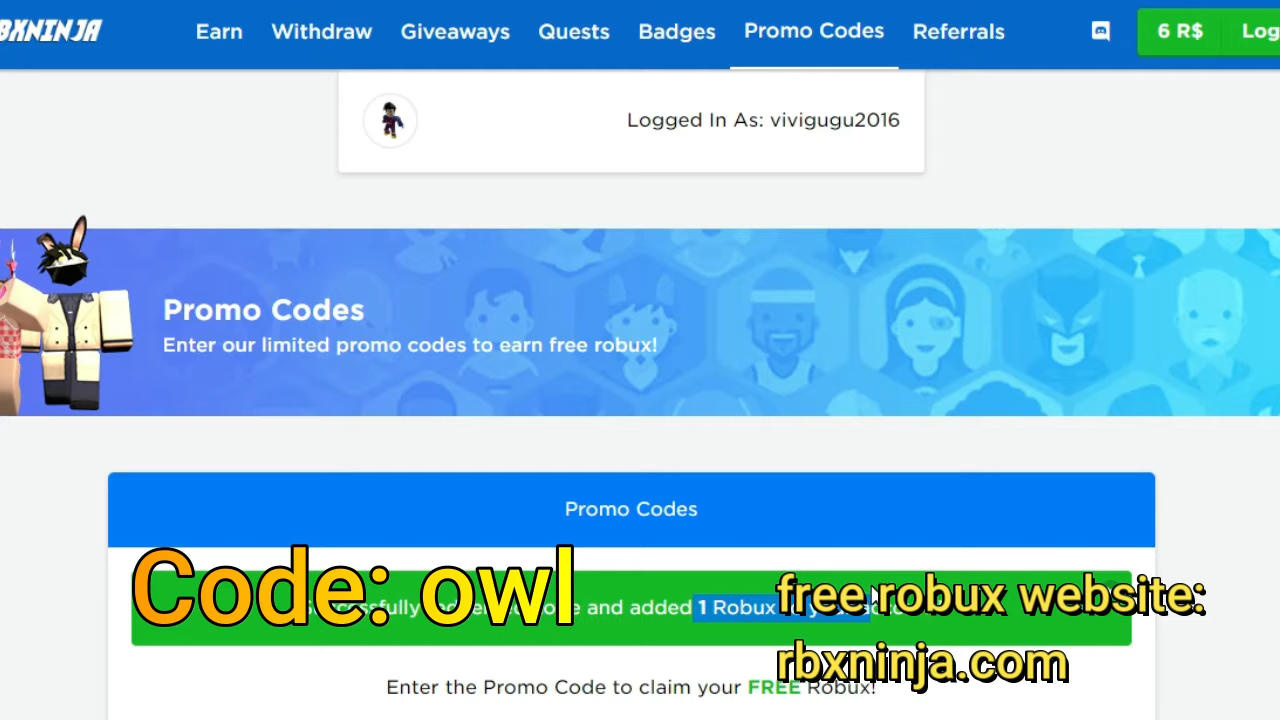 BXNINJA Earn Withdraw Giveaways Quests Badges Promo Codes Referrals 6 R$ Log
Logged In As: vivigugu2016
Promo Codes
Enter our limited promo codes to earn free robux!
Promo Codes
Code: owl
and added 1 Robux
free robux website:
rbxninja.com
Enter the Promo Code to claim your FREE Robux!